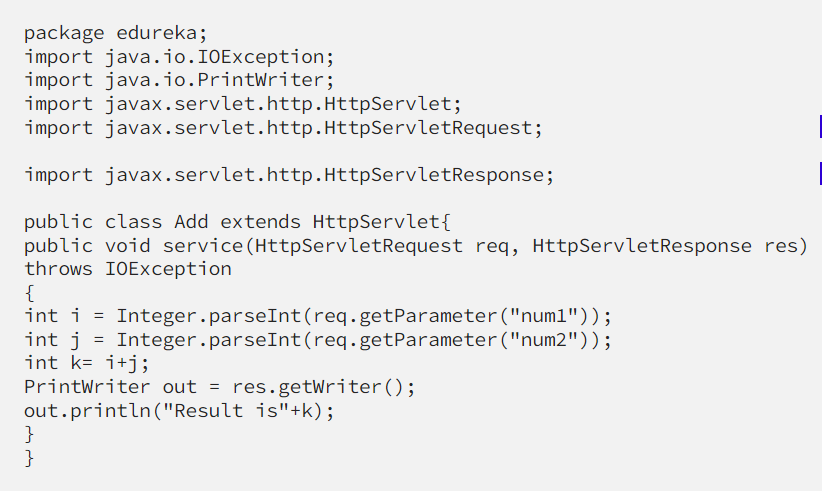 package edureka;
import java.io.IOException;
import java.io.PrintWriter;
import javax.servlet.http.HttpServlet;
import javax.servlet.http.HttpServletRequest;
import javax.servlet.http.HttpServletResponse;
public class Add extends HttpServlet{
public void service(HttpServletRequest req, HttpServletResponse res)
throws IOException
{
int i = Integer.parseInt(req.getParameter("num1"));
int j = Integer.parseInt(req.getParameter("num2"));
int k= i+j;
PrintWriter out = res.getWriter();
out.println("Result is"+k);
}
}